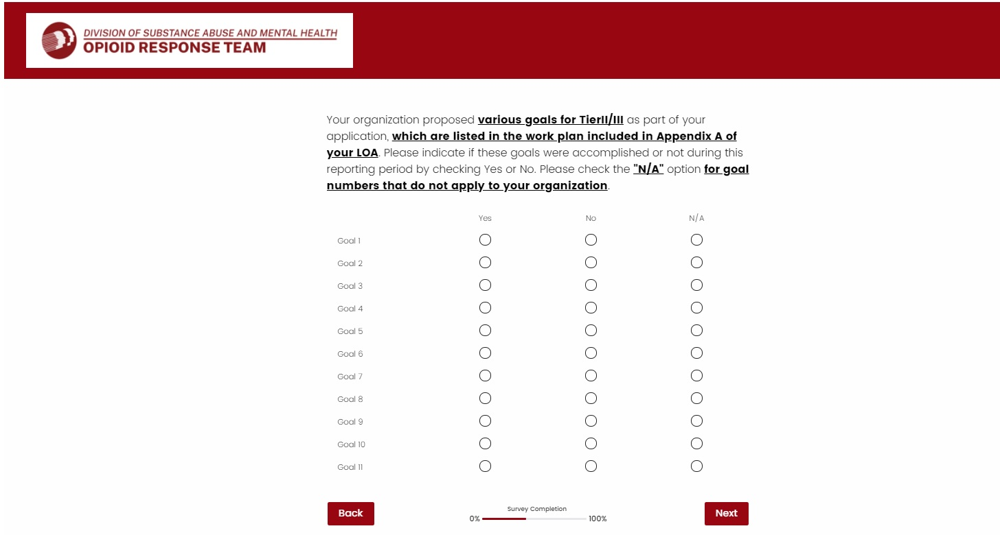 DIVISION OF SUBSTANCE ABUSE AND MENTAL HEALTH
OPIOID RESPONSE TEAM
Your organization proposed various goals for TierII/III as part of your
application, which are listed in the work plan included in Appendix A of
your LOA. Please indicate if these goals were accomplished or not during this
reporting period by checking Yes or No. Please check the "N/A" option for goal
numbers that do not apply to your organization.
Yes No N/A
Goal 1
Goal 2
Goal 3
Goal 4
Goal 5
Goal 6
Goal 7
Goal 8
Goal 9
Goal 10
Goal 11
Back
Survey Completion
0% 100%
Next